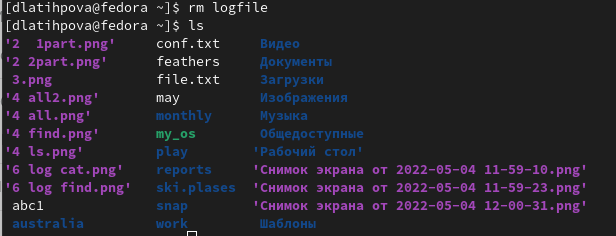 [dlatihpova@fedora ~]$ rm logfile
[dlatihpova@fedora ~]$ ls
'2  1part.png' conf.txt Видео
'2 2part.png' feathers Документы
3.png file.txt Загрузки
'4 all2.png' may Изображения
'4 all.png' monthly Музыка
'4 find.png' my_os Общедоступные
'4 ls.png' play 'Рабочий стол'
'6 log cat.png' reports 'Снимок экрана от 2022-05-04 11-59-10.png'
'6 log find.png' ski.plases 'Снимок экрана от 2022-05-04 11-59-23.png'
abc1 snap 'Снимок экрана от 2022-05-04 12-00-31.png'
australia work Шаблоны